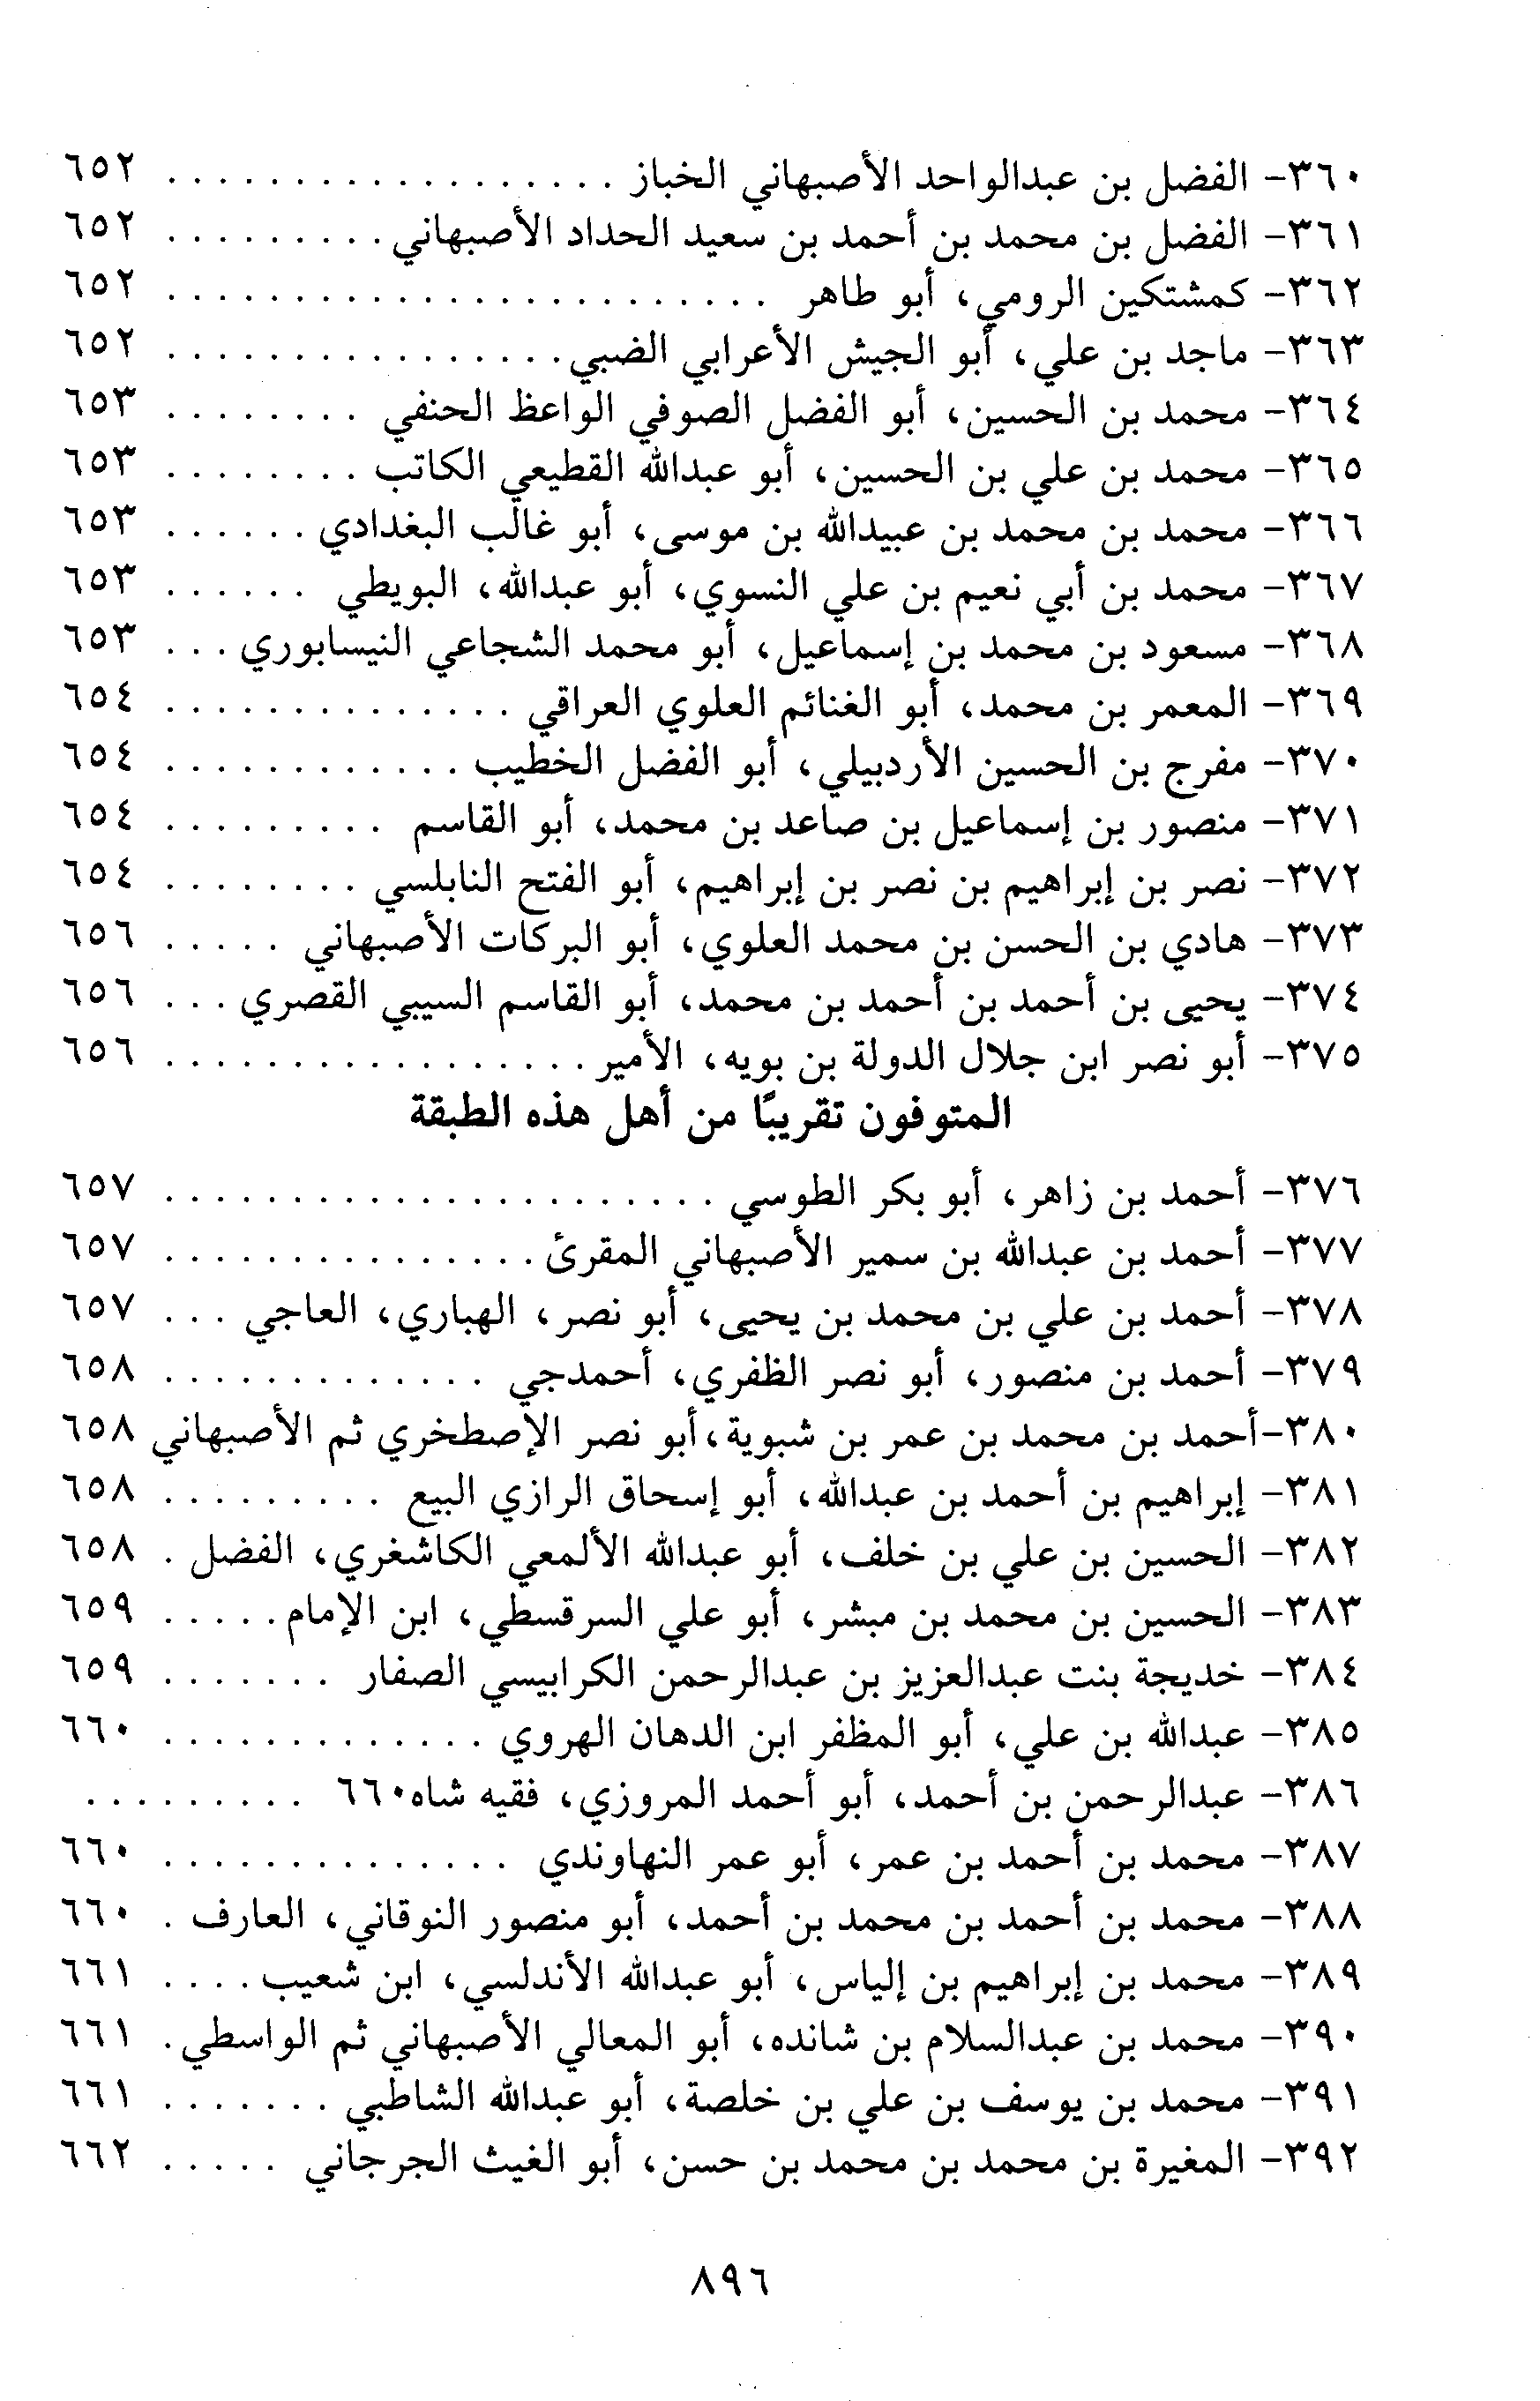 ٣٦٠- الفضل بن عبدالواحد الأصبهاني الخباز . . . . . . . . . . . . . . . . . . ٦٥٢
٣٦١- الفضل بن محمد بن أحمد بن سعيد الحداد الأصبهاني . . . . . . . . . ٦٥٢
٣٦٢- كمشتكين الرومي، أبو طاهر . . . . . . . . . . . . . . . . . . . . . . . . ٦٥٢
٣٦٣- ماجد بن علي، أبو الجيش الأعرابي الضبي . . . . . . . . . . . . . . . . ٦٥٢
٣٦٤- محمد بن الحسين، أبو الفضل الصوفي الواعظ الحنفي . . . . . . . . ٦٥٣
٣٦٥- محمد بن علي بن الحسين، أبو عبدالله القطيعي الكاتب . . . . . . . . ٦٥٣
٣٦٦- محمد بن محمد بن عبيدالله بن موسى، أبو غالب البغدادي . . . . . . ٦٥٣
٣٦٧- محمد بن أبي نعيم بن علي النسوي، أبو عبدالله، البويطي . . . . . . ٦٥٣
٣٦٨- مسعود بن محمد بن إسماعيل، أبو محمد الشجاعي النيسابوري . . . ٦٥٣
٣٦٩- المعمر بن محمد، أبو الغنائم العلوي العراقي . . . . . . . . . . . . . . ٦٥٤
٣٧٠- مفرج بن الحسين الأردبيلي، أبو الفضل الخطيب . . . . . . . . . . . . ٦٥٤
٣٧١- منصور بن إسماعيل بن صاعد بن محمد، أبو القاسم . . . . . . . . . ٦٥٤
٣٧٢- نصر بن إبراهيم بن نصر بن إبراهيم، أبو الفتح النابلسي . . . . . . . . ٦٥٤
٣٧٣- هادي بن الحسن بن محمد العلوي، أبو البركات الأصبهاني . . . . . ٦٥٦
٣٧٤- يحيى بن أحمد بن أحمد بن محمد، أبو القاسم السيبي القصري . . . ٦٥٦
٣٧٥- أبو نصر ابن جلال الدولة بن بويه، الأمير . . . . . . . . . . . . . . . . . ٦٥٦
المتوفون تقريبًا من أهل هذه الطبقة
٣٧٦- أحمد بن زاهر، أبو بكر الطوسي . . . . . . . . . . . . . . . . . . . . . . ٦٥٧
٣٧٧- أحمد بن عبدالله بن سمير الأصبهاني المقرئ . . . . . . . . . . . . . . . ٦٥٧
٣٧٨- أحمد بن علي بن محمد بن يحيى، أبو نصر، الهباري، العاجي . . . ٦٥٧
٣٧٩- أحمد بن منصور، أبو نصر الظفري، أحمدجي . . . . . . . . . . . . . ٦٥٨
٣٨٠-أحمد بن محمد بن عمر بن شبوية،أبو نصر الإصطخري ثم الأصبهاني ٦٥٨
٣٨١- إبراهيم بن أحمد بن عبدالله، أبو إسحاق الرازي البيع . . . . . . . . . ٦٥٨
٣٨٢- الحسين بن علي بن خلف، أبو عبدالله الألمعي الكاشغري، الفضل . ٦٥٨
٣٨٣- الحسين بن محمد بن مبشر، أبو علي السرقسطي، ابن الإمام . . . . . ٦٥٩
٣٨٤- خديجة بنت عبدالعزيز بن عبدالرحمن الكرابيسي الصفار . . . . . . . ٦٥٩
٣٨٥- عبدالله بن علي، أبو المظفر ابن الدهان الهروي . . . . . . . . . . . . . ٦٦٠
٣٨٦- عبدالرحمن بن أحمد، أبو أحمد المروزي، فقيه شاه٦٦٠ . . . . . . . . .
٣٨٧- محمد بن أحمد بن عمر، أبو عمر النهاوندي . . . . . . . . . . . . . . ٦٦٠
٣٨٨- محمد بن أحمد بن محمد بن أحمد، أبو منصور النوقاني، العارف . ٦٦٠
٣٨٩- محمد بن إبراهيم بن إلياس، أبو عبدالله الأندلسي، ابن شعيب . . . . ٦٦١
٣٩٠- محمد بن عبدالسلام بن شانده، أبو المعالي الأصبهاني ثم الواسطي . ٦٦١
٣٩١- محمد بن يوسف بن علي بن خلصة، أبو عبدالله الشاطبي . . . . . . . ٦٦١
٣٩٢- المغيرة بن محمد بن محمد بن حسن، أبو الغيث الجرجاني . . . . . ٦٦٢
٨٩٦